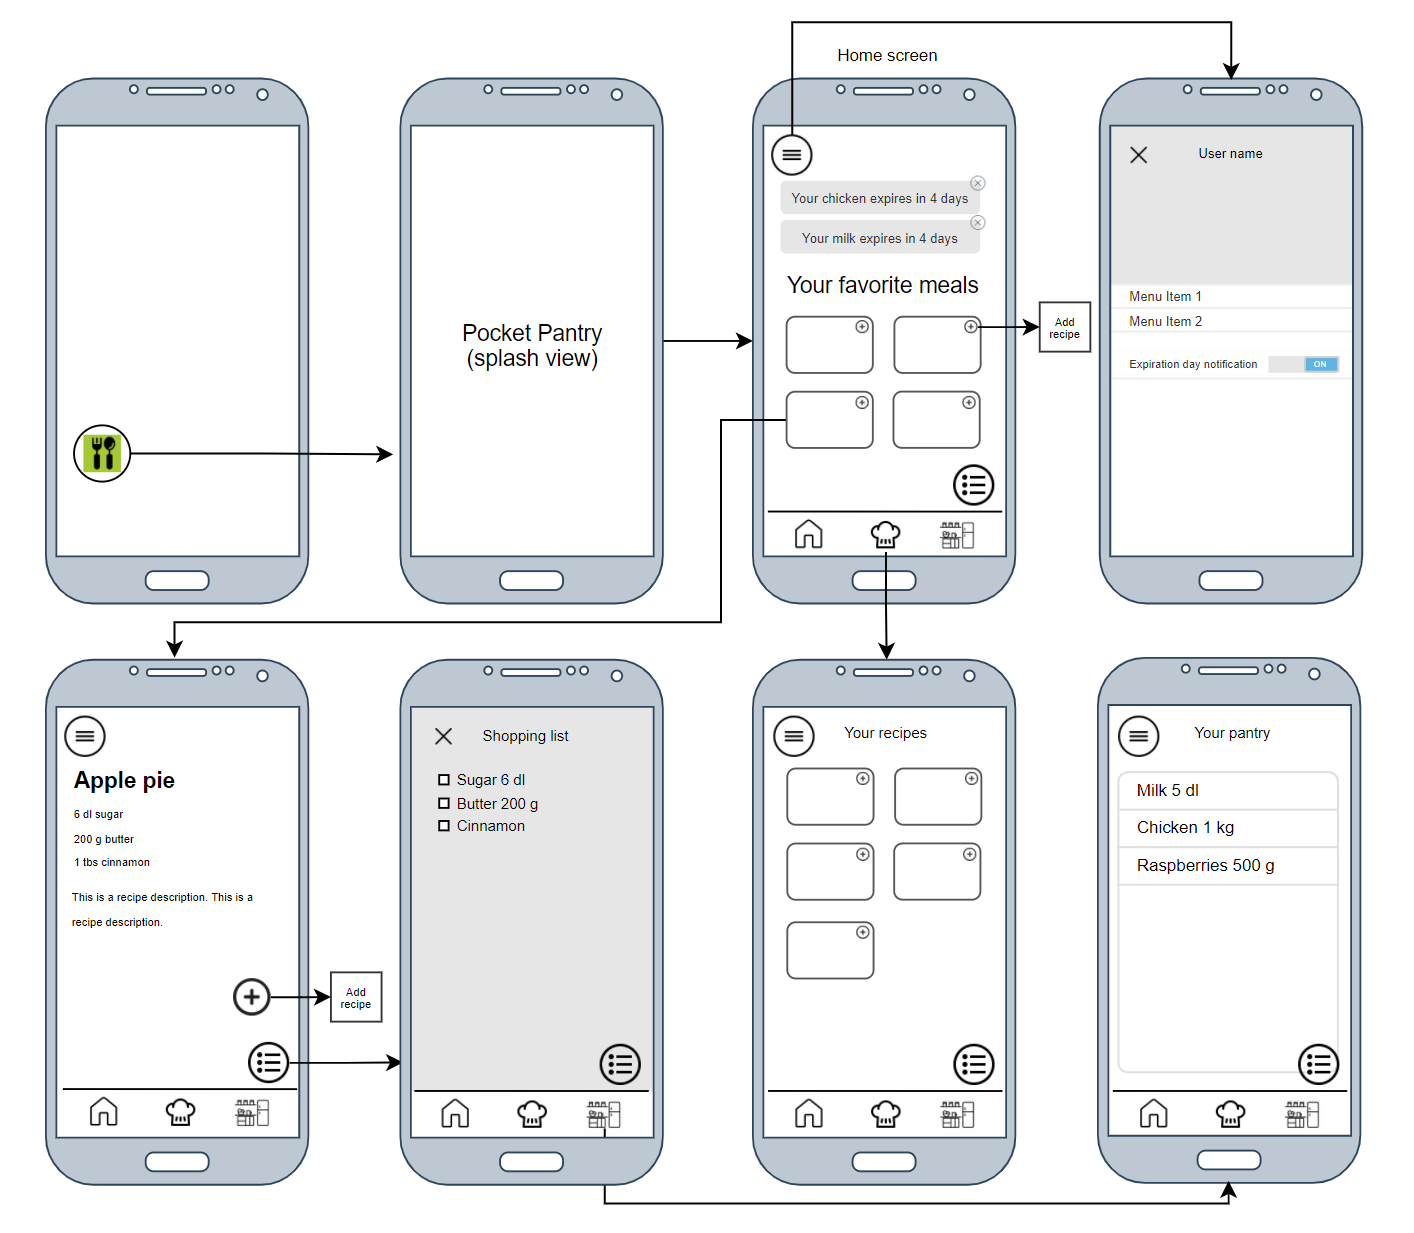 Home screen
Pocket Pantry
(splash view)
Your chicken expires in 4 days
Your milk expires in 4 days
Your favorite meals
Add
recipe
User name
Menu Item 1
Menu Item 2
Expiration day notification
ON
Apple pie
6 dl sugar
200 g butter
1 tbs cinnamon
This is a recipe description. This is a
recipe description.
Add
recipe
Shopping list
Sugar 6 dl
Butter 200 g
Cinnamon
Your recipes
Your pantry
Milk 5 dl
Chicken 1 kg
Raspberries 500 g